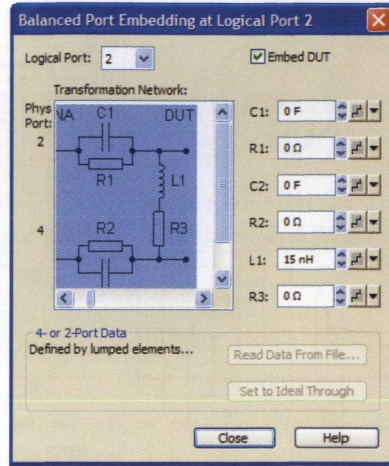 Balanced Port Embedding at Logical Port 2
Logical Port: 2
Embed DUT
Transformation Network:
Phys Port:
2
4
NA C1 DUT
R1 L1
R2 R3
C1: 0 F
R1: 0 Ω
C2: 0 F
R2: 0 Ω
L1: 15 nH
R3: 0 Ω
4- or 2-Port Data
Defined by lumped elements...
Read Data From File...
Set to Ideal Through
Close Help